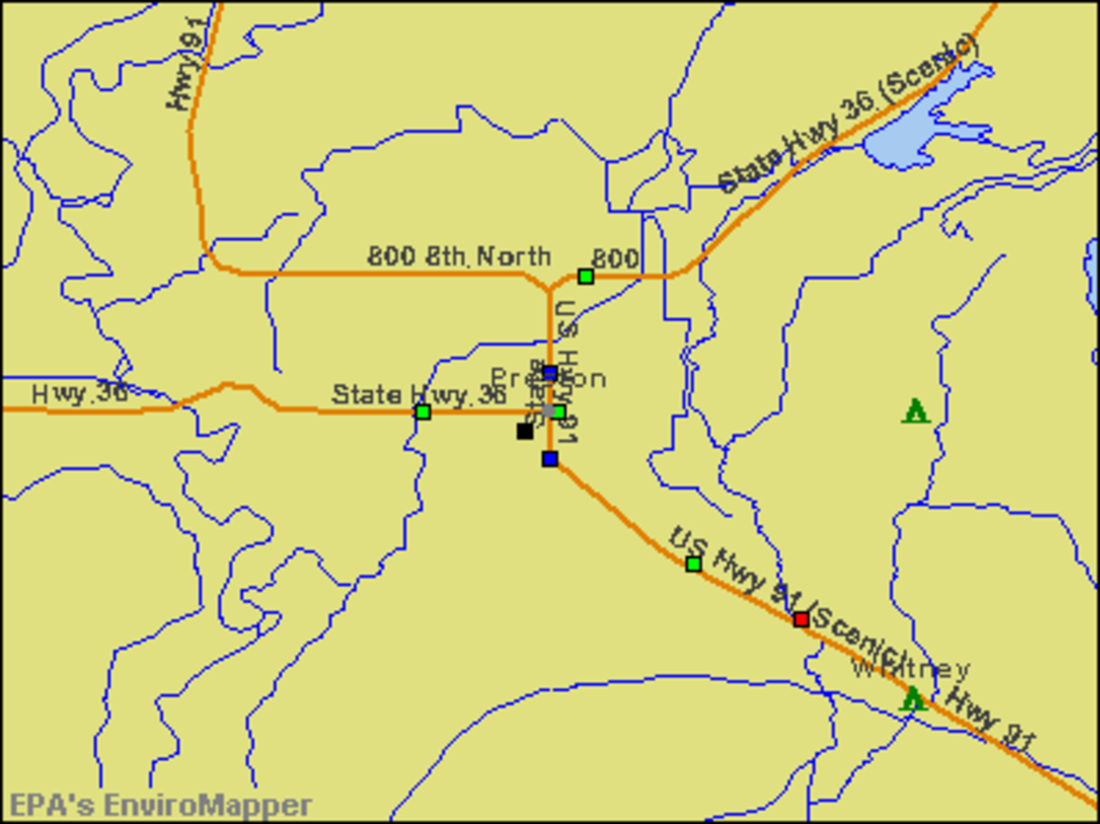 Hwy 91
State Hwy 36 (Scenic)
800 8th North
800
US Hwy 91
State
Preston
Hwy 36
State Hwy 36
US Hwy 91 (Scenic)
Whitney
Hwy 91
EPA's EnviroMapper